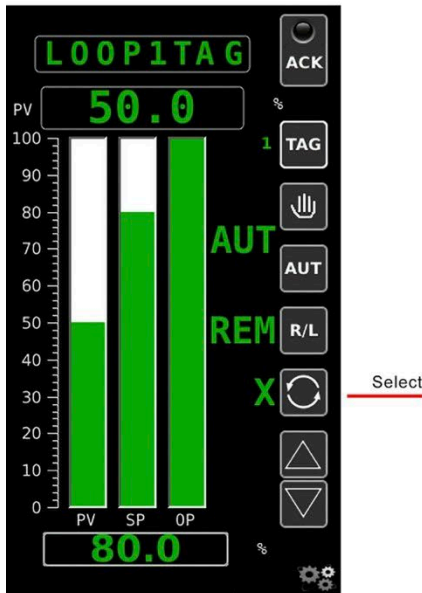 LOOP1TAG
ACK
PV 50.0 %
100
1 TAG
90
80
70
AUT
AUT
60
50
REM R/L
40
30
X Select
20
10
0
PV SP OP
80.0 %